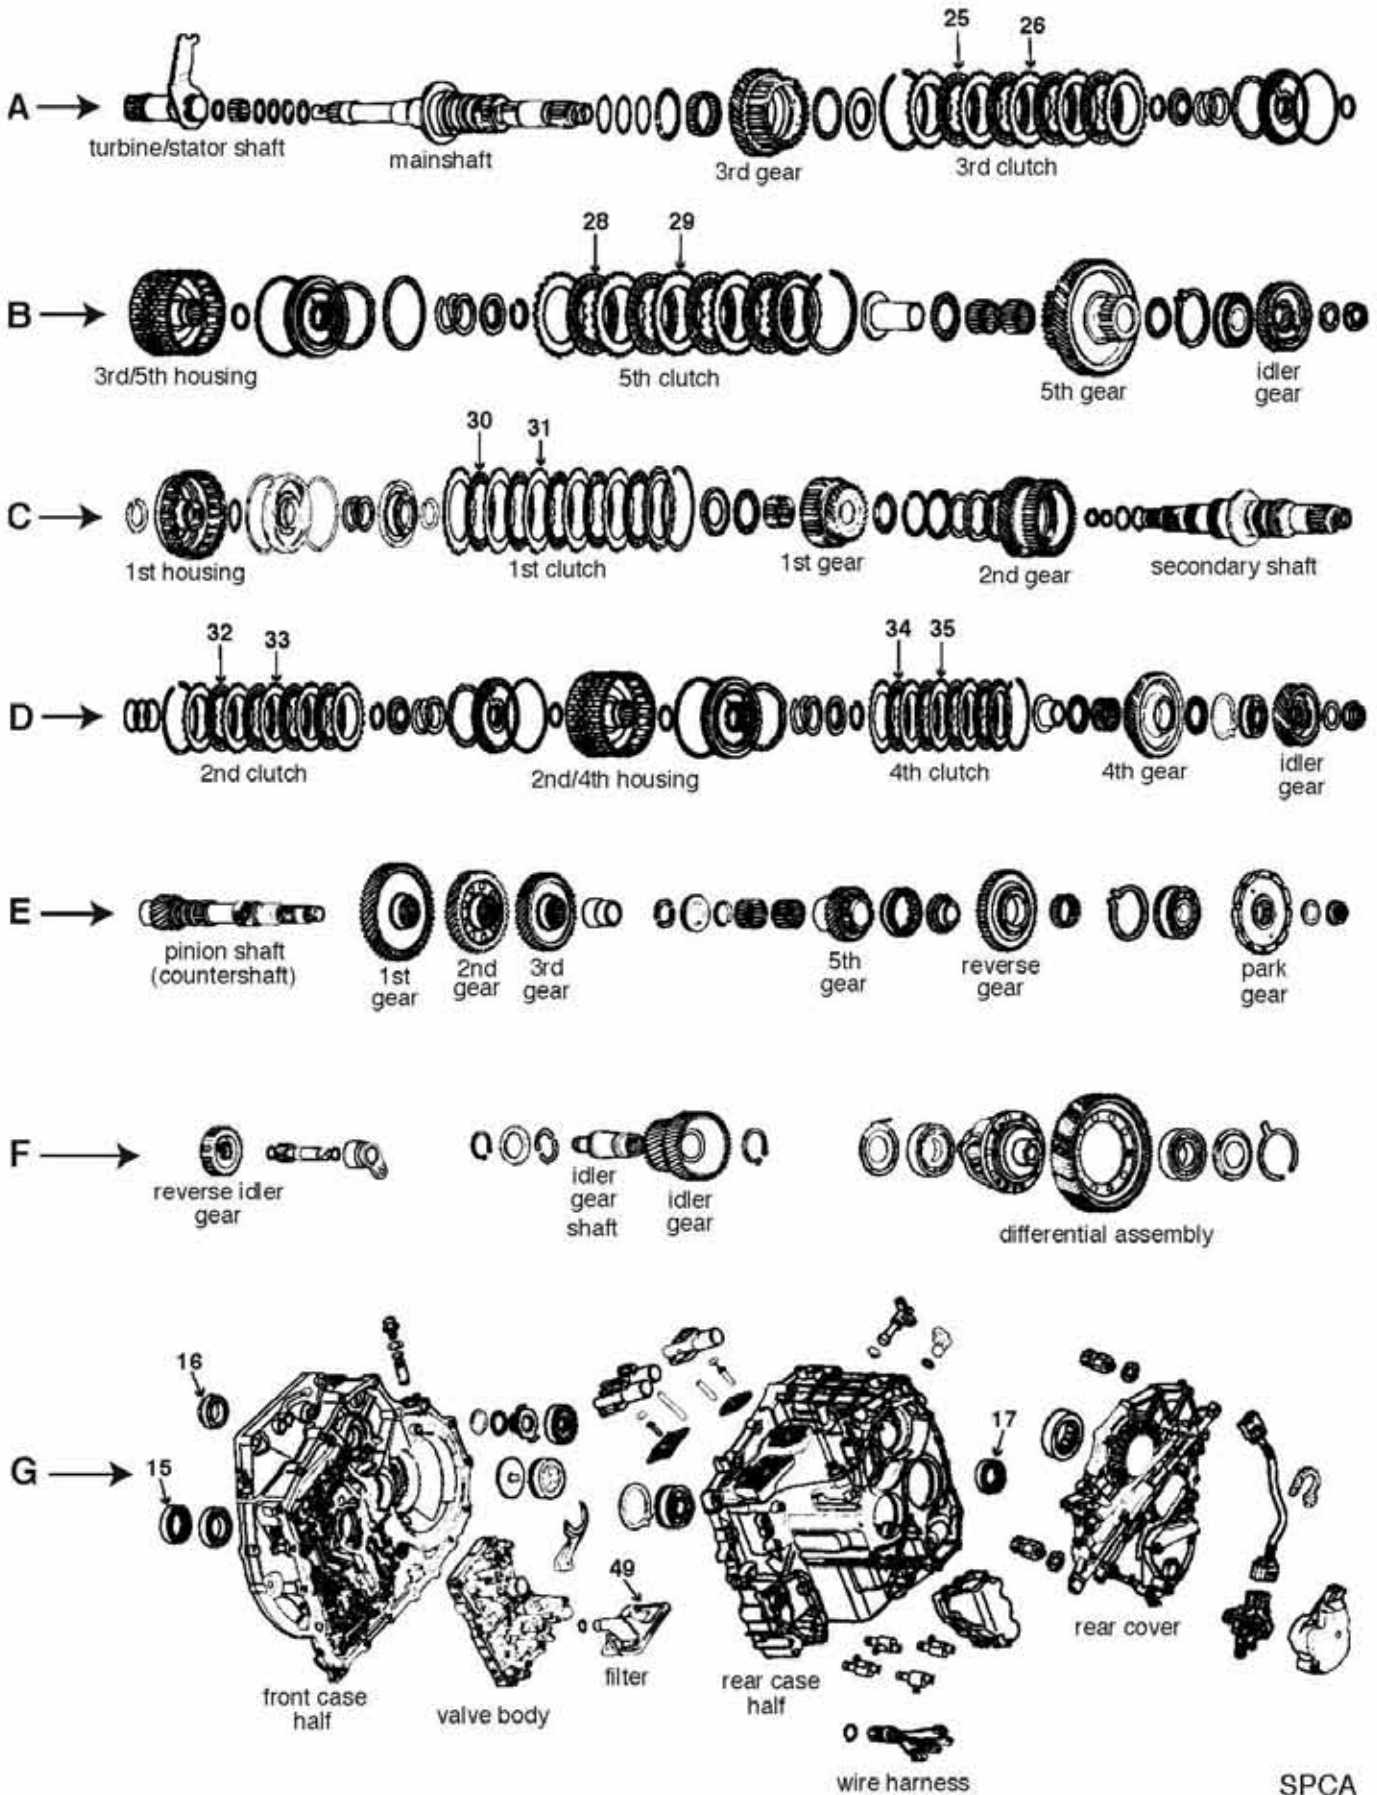 25 26
A
turbine/stator shaft
mainshaft
3rd gear
3rd clutch
28 29
B
3rd/5th housing
5th clutch
5th gear
idler
gear
30 31
C
1st housing
1st clutch
1st gear
2nd gear
secondary shaft
32 33 34 35
D
2nd clutch
2nd/4th housing
4th clutch
4th gear
idler
gear
E
pinion shaft
(countershaft)
1st
gear
2nd
gear
3rd
gear
5th
gear
reverse
gear
park
gear
F
reverse idler
gear
idler
gear
shaft
idler
gear
differential assembly
16
17
G
15
49
front case
half
valve body
filter
rear case
half
rear cover
wire harness
SPCA